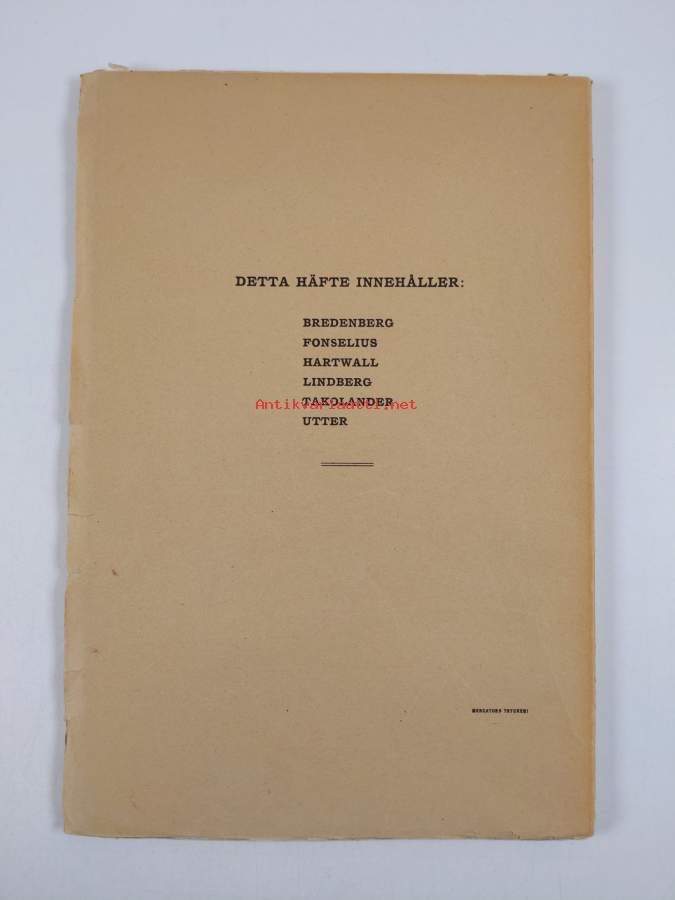 DETTA HÄFTE INNEHÅLLER:
BREDENBERG
FONSELIUS
HARTWALL
LINDBERG
TAKOLANDER
Antikvariaatti.net
UTTER
MERCATORS TRYCKERI